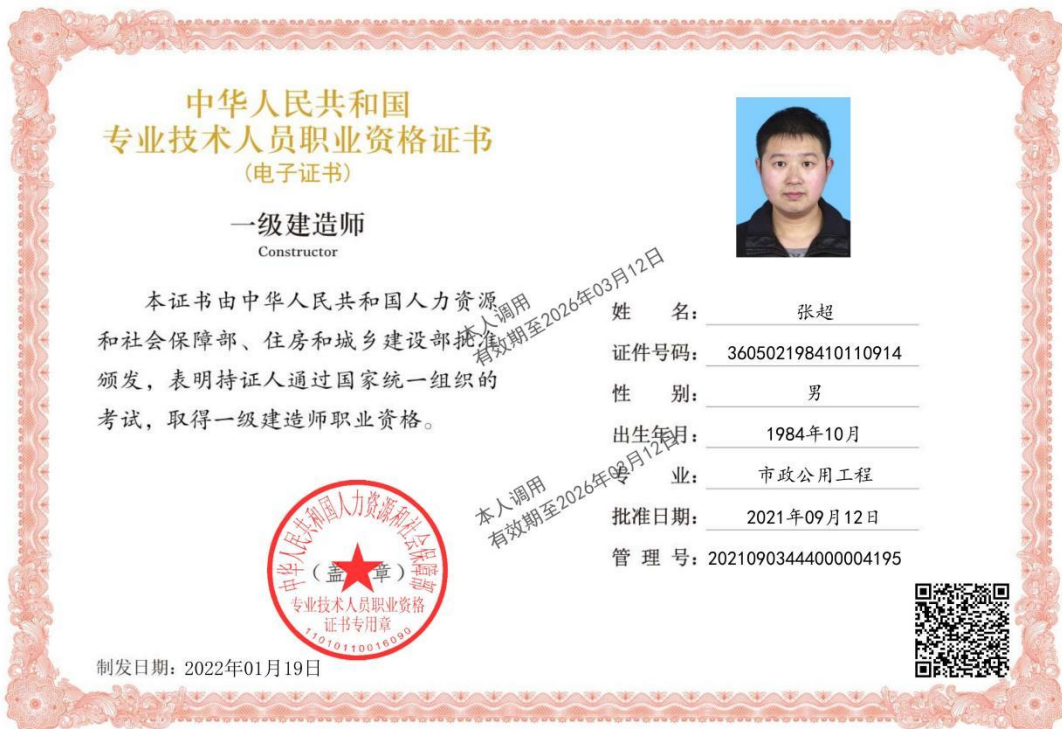 中华人民共和国
专业技术人员职业资格证书
(电子证书)
一级建造师
Constructor
本证书由中华人民共和国人力资源
和社会保障部、住房和城乡建设部批准
颁发，表明持证人通过国家统一组织的
考试，取得一级建造师职业资格。
本人调用
有效期至2026年03月12日
姓 名： 张超
证件号码： 360502198410110914
性 别： 男
出生年月： 1984年10月
专 业： 市政公用工程
批准日期： 2021年09月12日
管 理 号： 20210903444000004195
本人调用
有效期至2026年03月12日
中华人民共和国人力资源和社会保障部
（盖章）
专业技术人员职业资格
证书专用章
11010110016090
制发日期：2022年01月19日